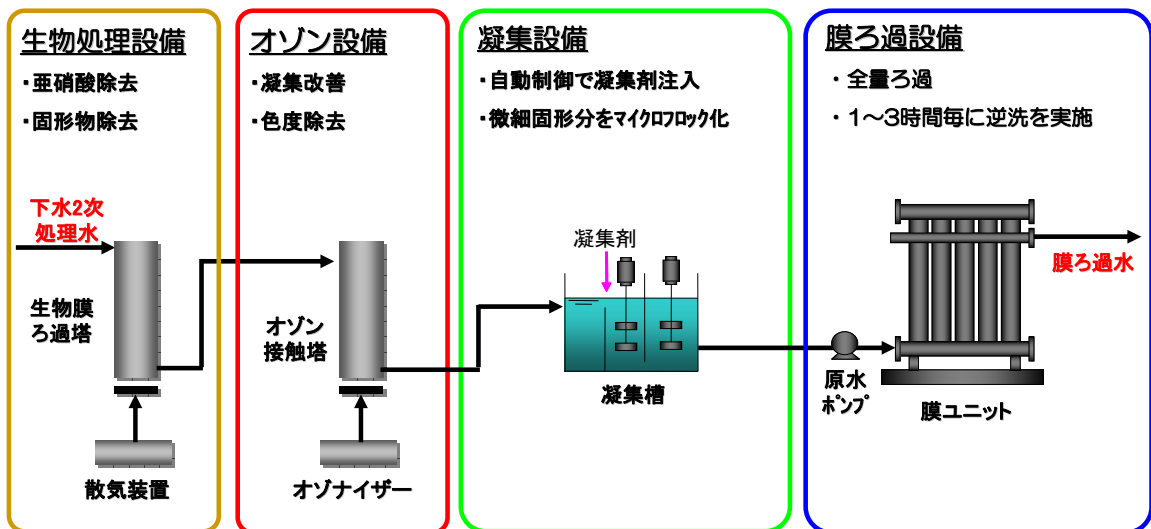 生物処理設備
・亜硝酸除去
・固形物除去
下水2次
処理水
生物膜
ろ過塔
散気装置
オゾン設備
・凝集改善
・色度除去
オゾン
接触塔
オゾナイザー
凝集設備
・自動制御で凝集剤注入
・微細固形分をマイクロフロック化
凝集剤
凝集槽
膜ろ過設備
・全量ろ過
・1～3時間毎に逆洗を実施
膜ろ過水
原水
ポンプ
膜ユニット